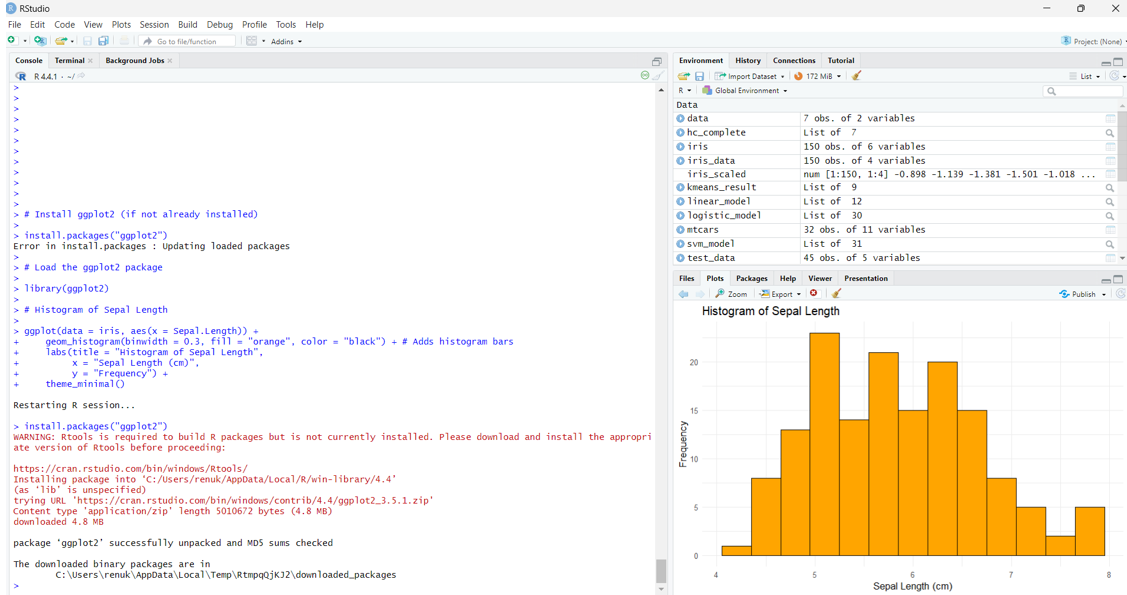 RStudio
File Edit Code View Plots Session Build Debug Profile Tools Help
Go to file/function Addins Project: (None)
Console Terminal Background Jobs
R 4.4.1 · ~/
>
>
>
>
>
>
>
>
>
>
>
>
> # Install ggplot2 (if not already installed)
>
> install.packages("ggplot2")
Error in install.packages : Updating loaded packages
>
> # Load the ggplot2 package
>
> library(ggplot2)
>
> # Histogram of Sepal Length
>
> ggplot(data = iris, aes(x = Sepal.Length)) +
+     geom_histogram(binwidth = 0.3, fill = "orange", color = "black") + # Adds histogram bars
+     labs(title = "Histogram of Sepal Length",
+          x = "Sepal Length (cm)",
+          y = "Frequency") +
+     theme_minimal()
Restarting R session...
> install.packages("ggplot2")
WARNING: Rtools is required to build R packages but is not currently installed. Please download and install the appropri
ate version of Rtools before proceeding:
https://cran.rstudio.com/bin/windows/Rtools/
Installing package into ‘C:/Users/renuk/AppData/Local/R/win-library/4.4’
(as ‘lib’ is unspecified)
trying URL 'https://cran.rstudio.com/bin/windows/contrib/4.4/ggplot2_3.5.1.zip'
Content type 'application/zip' length 5010672 bytes (4.8 MB)
downloaded 4.8 MB
package ‘ggplot2’ successfully unpacked and MD5 sums checked
The downloaded binary packages are in
        C:\Users\renuk\AppData\Local\Temp\RtmpqQjKJ2\downloaded_packages
>
Environment History Connections Tutorial
Import Dataset 172 MiB List
R Global Environment
Data
data 7 obs. of 2 variables
hc_complete List of 7
iris 150 obs. of 6 variables
iris_data 150 obs. of 4 variables
iris_scaled num [1:150, 1:4] -0.898 -1.139 -1.381 -1.501 -1.018 ...
kmeans_result List of 9
linear_model List of 12
logistic_model List of 30
mtcars 32 obs. of 11 variables
svm_model List of 31
test_data 45 obs. of 5 variables
Files Plots Packages Help Viewer Presentation
Zoom Export Publish
Histogram of Sepal Length
20
15
10
5
0
Frequency
4 5 6 7 8
Sepal Length (cm)